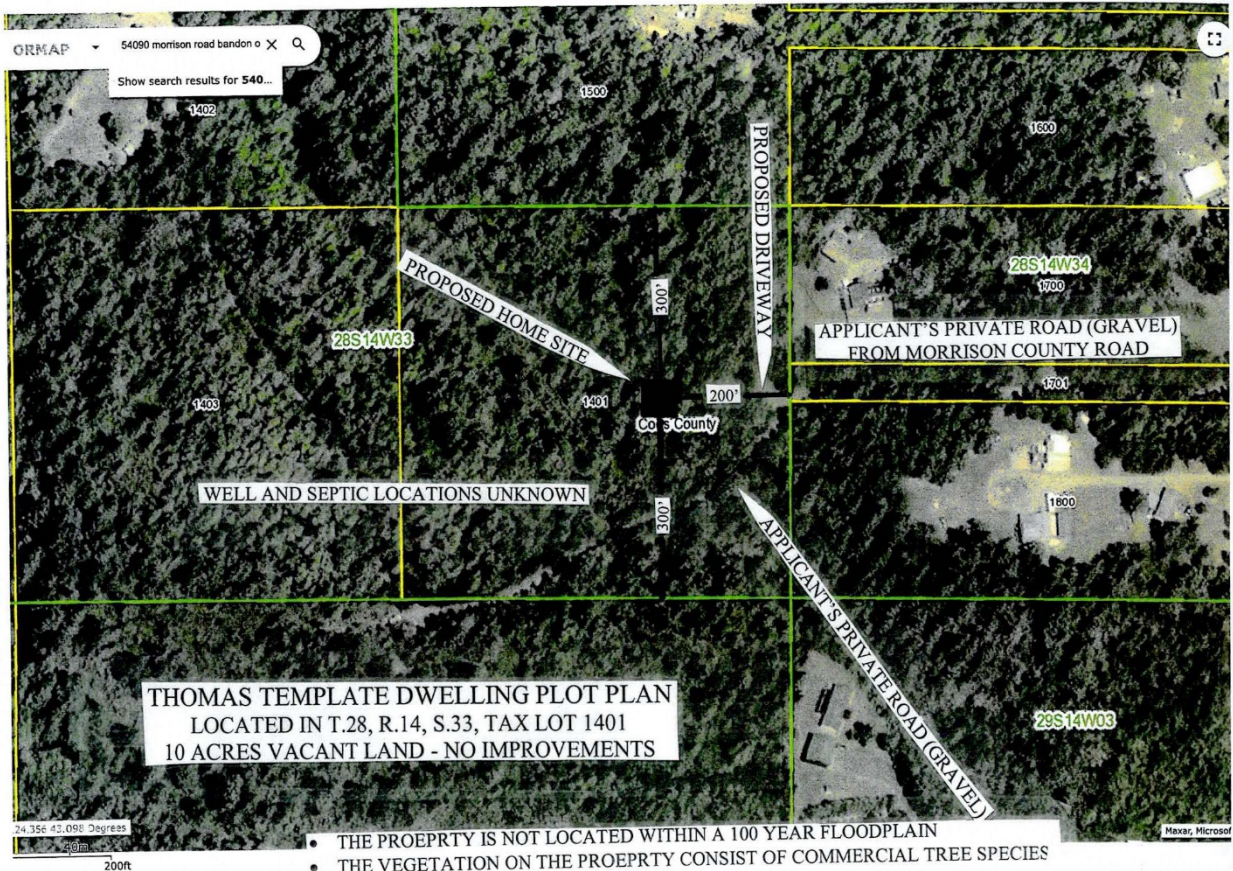 ORMAP
54090 morrison road bandon o
Show search results for 540...
1402
1500
1600
PROPOSED DRIVEWAY
28S14W34
1700
300'
PROPOSED HOME SITE
28S14W33
APPLICANT'S PRIVATE ROAD (GRAVEL)
FROM MORRISON COUNTY ROAD
1701
200'
1403
1401
Coos County
WELL AND SEPTIC LOCATIONS UNKNOWN
300'
1800
APPLICANT'S PRIVATE ROAD (GRAVEL)
THOMAS TEMPLATE DWELLING PLOT PLAN
LOCATED IN T.28, R.14, S.33, TAX LOT 1401
10 ACRES VACANT LAND - NO IMPROVEMENTS
29S14W03
24.356 43.098 Degrees
40m
200ft
Maxar, Microsof
• THE PROEPRTY IS NOT LOCATED WITHIN A 100 YEAR FLOODPLAIN
• THE VEGETATION ON THE PROEPRTY CONSIST OF COMMERCIAL TREE SPECIES